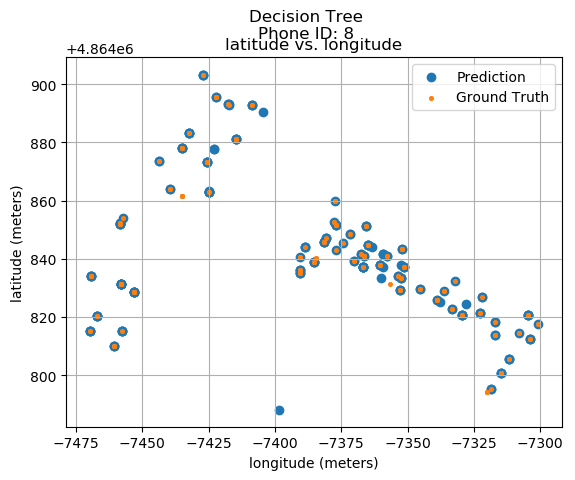 Decision Tree
Phone ID: 8
latitude vs. longitude
+4.864e6
Prediction
Ground Truth
900
880
860
840
820
800
latitude (meters)
−7475 −7450 −7425 −7400 −7375 −7350 −7325 −7300
longitude (meters)